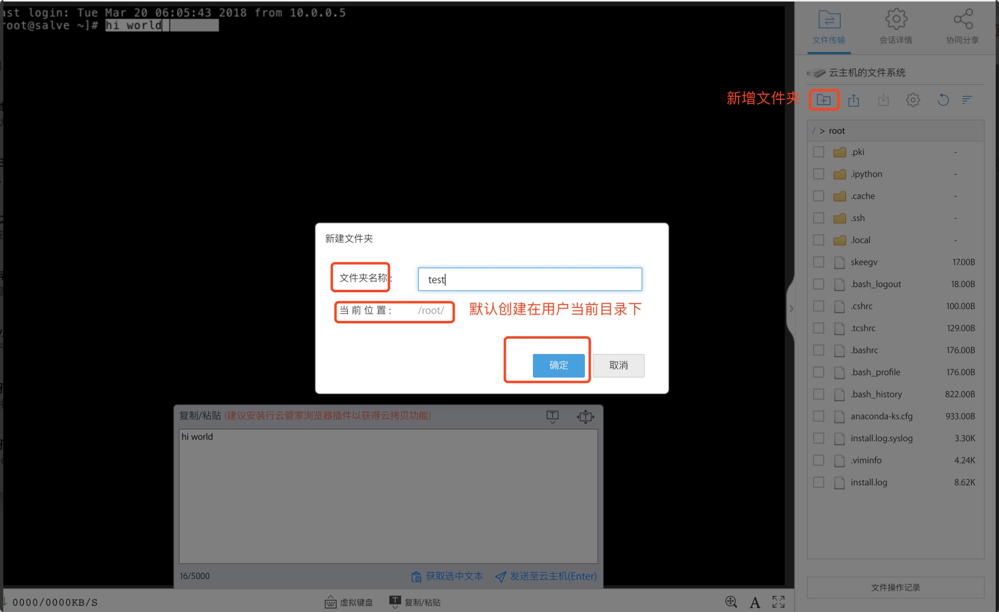 ast login: Tue Mar 20 06:05:43 2018 from 10.0.0.5
root@salve ~]# hi world
文件传输
会话详情
协同分享
云主机的文件系统
新增文件夹
/ > root
.pki -
.ipython -
.cache -
.ssh -
.local -
skeegv 17.00B
.bash_logout 18.00B
.cshrc 100.00B
.tcshrc 129.00B
.bashrc 176.00B
.bash_profile 176.00B
.bash_history 822.00B
anaconda-ks.cfg 933.00B
install.log.syslog 3.30K
.viminfo 4.24K
install.log 8.62K
文件操作记录
新建文件夹
文件夹名称: test
当前位置: /root/
默认创建在用户当前目录下
确定
取消
复制/粘贴 (建议安装行云管家浏览器插件以获得云拷贝功能)
hi world
16/5000
获取选中文本
发送至云主机(Enter)
0000/0000KB/S
虚拟键盘
复制/粘贴
A